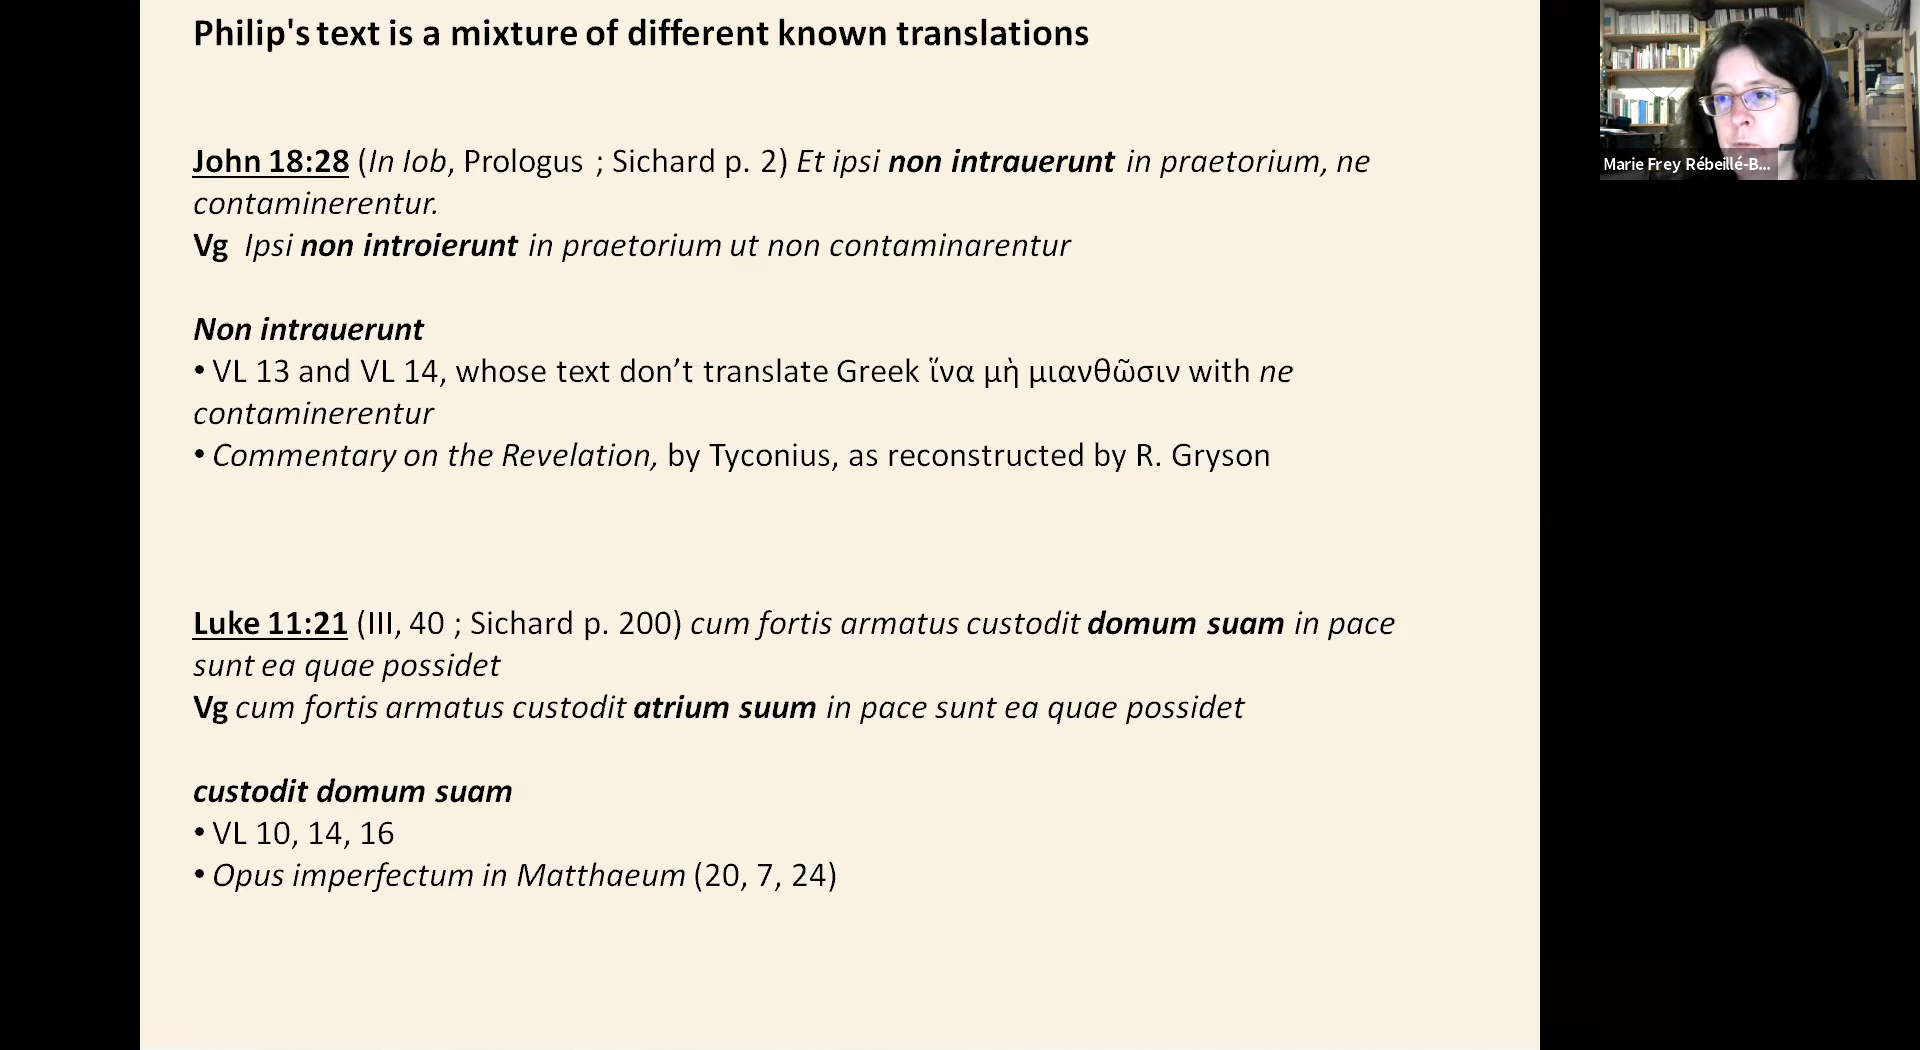 Philip's text is a mixture of different known translations
Marie Frey Rébeillé-B...
John 18:28 (In Iob, Prologus ; Sichard p. 2) Et ipsi non intrauerunt in praetorium, ne
contaminerentur.
Vg Ipsi non introierunt in praetorium ut non contaminarentur
Non intrauerunt
• VL 13 and VL 14, whose text don’t translate Greek ἵνα μὴ μιανθῶσιν with ne
contaminerentur
• Commentary on the Revelation, by Tyconius, as reconstructed by R. Gryson
Luke 11:21 (III, 40 ; Sichard p. 200) cum fortis armatus custodit domum suam in pace
sunt ea quae possidet
Vg cum fortis armatus custodit atrium suum in pace sunt ea quae possidet
custodit domum suam
• VL 10, 14, 16
• Opus imperfectum in Matthaeum (20, 7, 24)